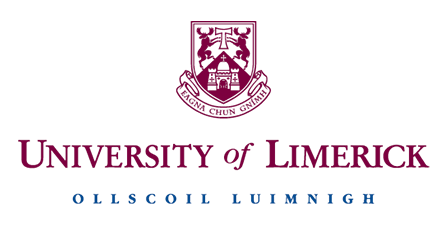 EAGNA CHUN GNÍMH
UNIVERSITY of LIMERICK
OLLSCOIL LUIMNIGH